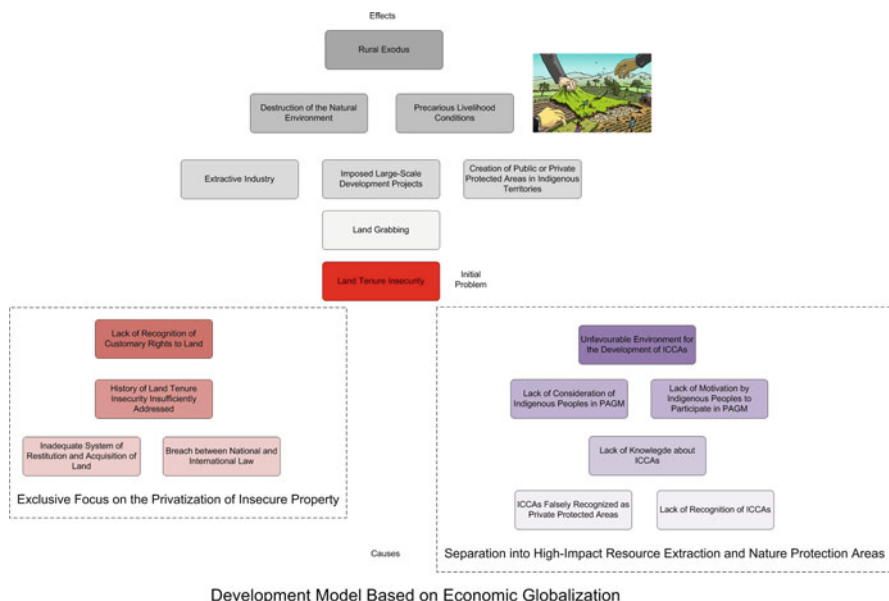 Effects
Rural Exodus
Destruction of the Natural
Environment
Precarious Livelihood
Conditions
Extractive Industry
Imposed Large-Scale
Development Projects
Creation of Public or Private
Protected Areas in Indigenous
Territories
Land Grabbing
Land Tenure Insecurity
Initial
Problem
Lack of Recognition of
Customary Rights to Land
History of Land Tenure
Insecurity Insufficiently
Addressed
Inadequate System of
Restitution and Acquisition of
Land
Breach between National and
International Law
Exclusive Focus on the Privatization of Insecure Property
Unfavourable Environment for
the Development of ICCAs
Lack of Consideration of
Indigenous Peoples in PAGM
Lack of Motivation by
Indigenous Peoples to
Participate in PAGM
Lack of Knowlegde about
ICCAs
ICCAs Falsely Recognized as
Private Protected Areas
Lack of Recognition of ICCAs
Separation into High-Impact Resource Extraction and Nature Protection Areas
Causes
Development Model Based on Economic Globalization